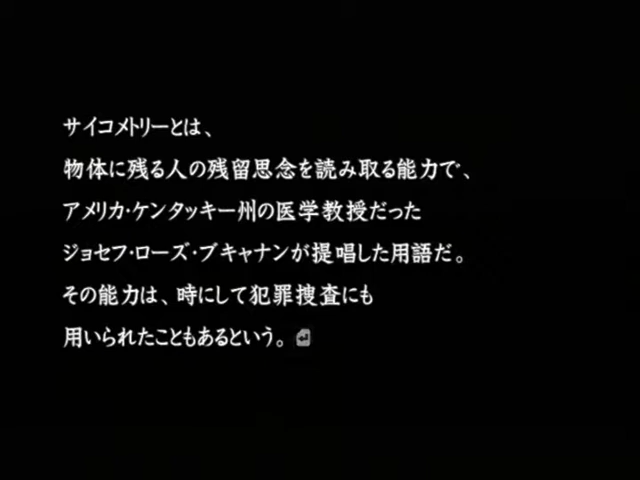 サイコメトリーとは、
物体に残る人の残留思念を読み取る能力で、
アメリカ・ケンタッキー州の医学教授だった
ジョセフ・ローズ・ブキャナンが提唱した用語だ。
その能力は、時にして犯罪捜査にも
用いられたこともあるという。